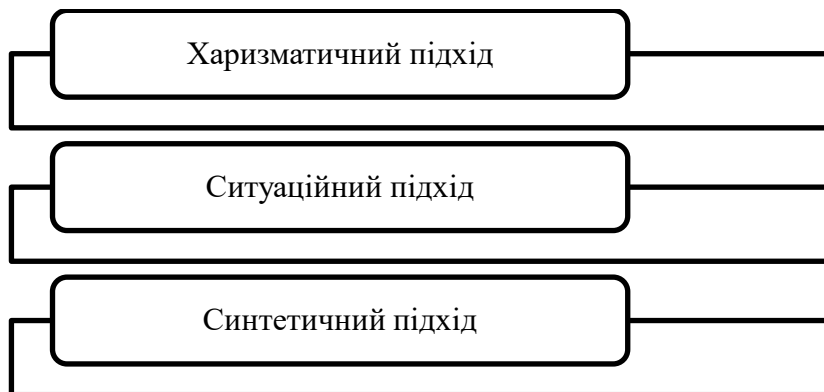 Харизматичний підхід
Ситуаційний підхід
Синтетичний підхід